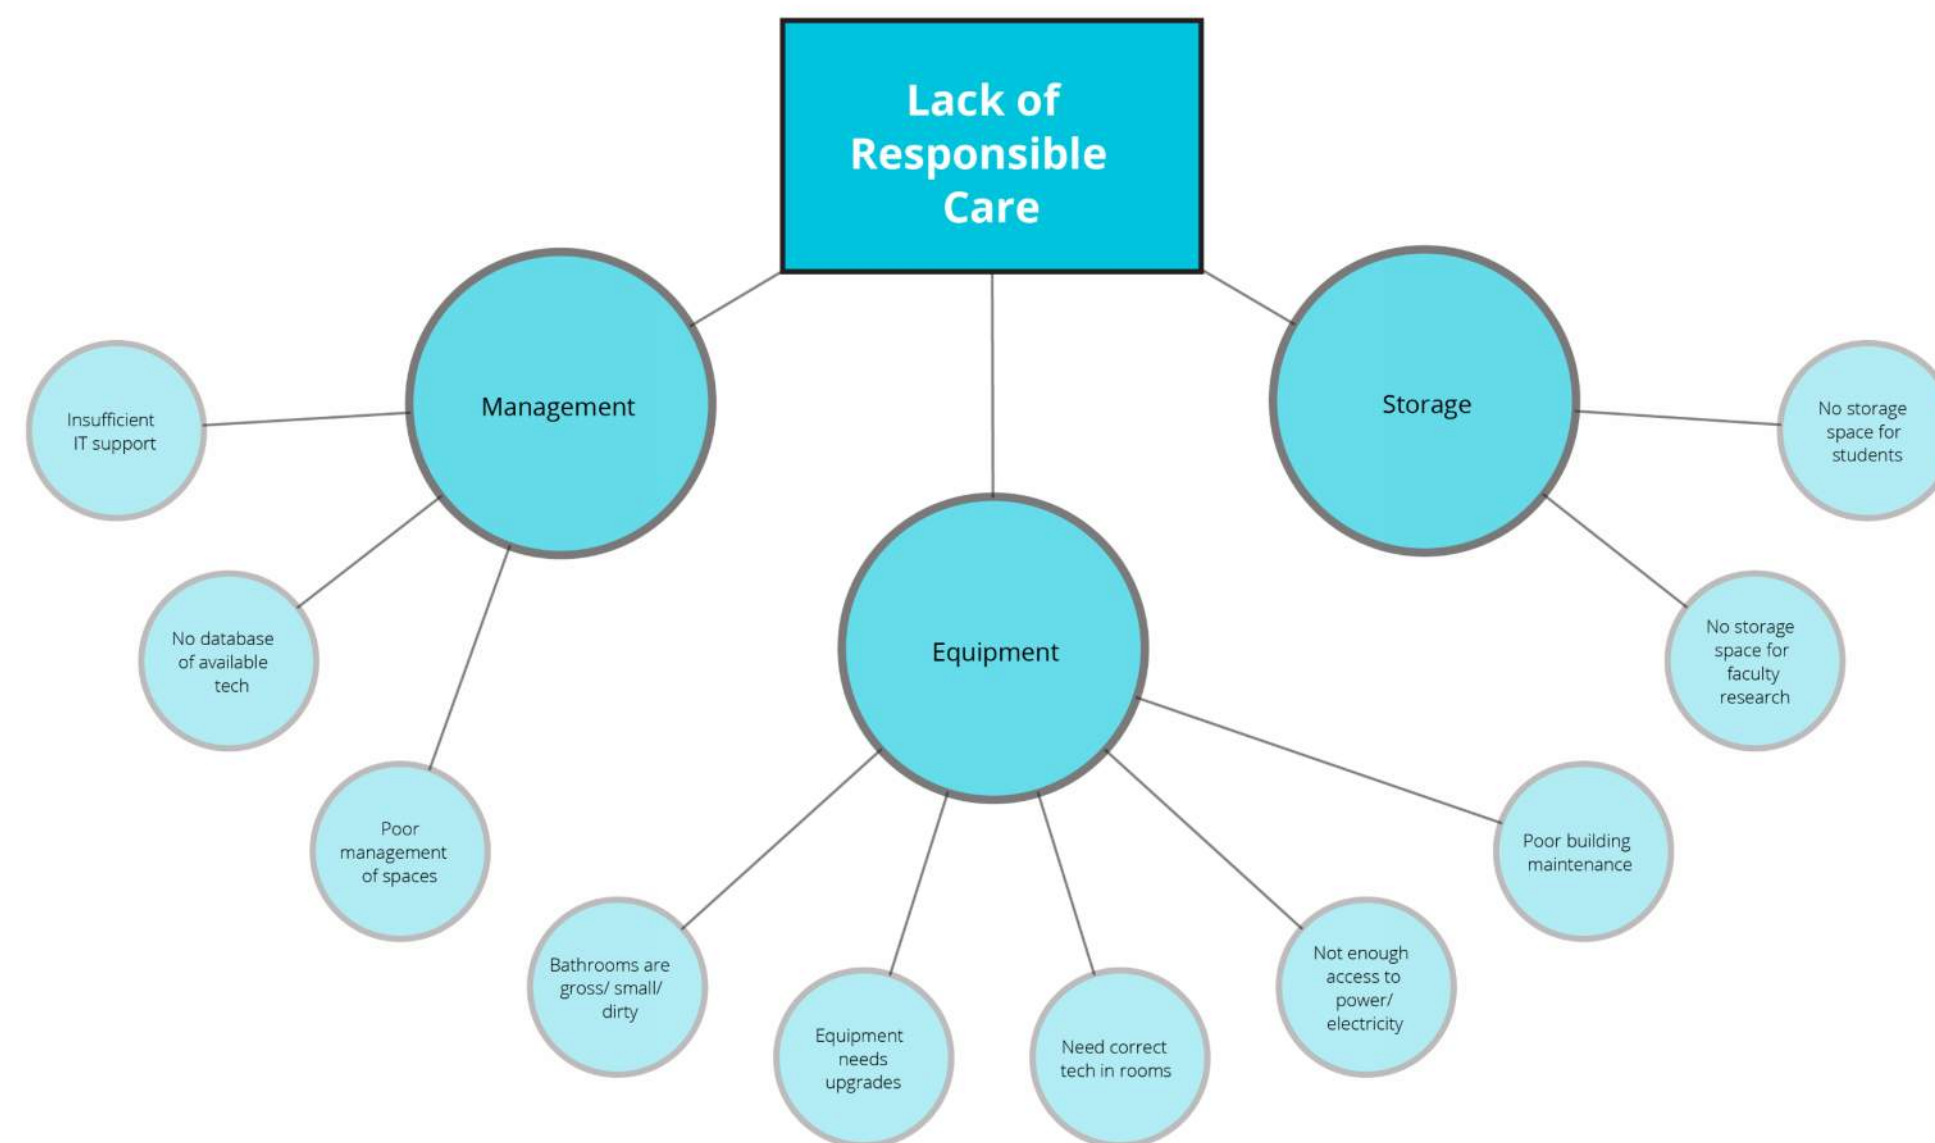 Lack of
Responsible
Care
Management
Storage
Equipment
Insufficient
IT support
No database
of available
tech
Poor
management
of spaces
Bathrooms are
gross/ small/
dirty
Equipment
needs
upgrades
Need correct
tech in rooms
Not enough
access to
power/
electricity
Poor building
maintenance
No storage
space for
faculty
research
No storage
space for
students